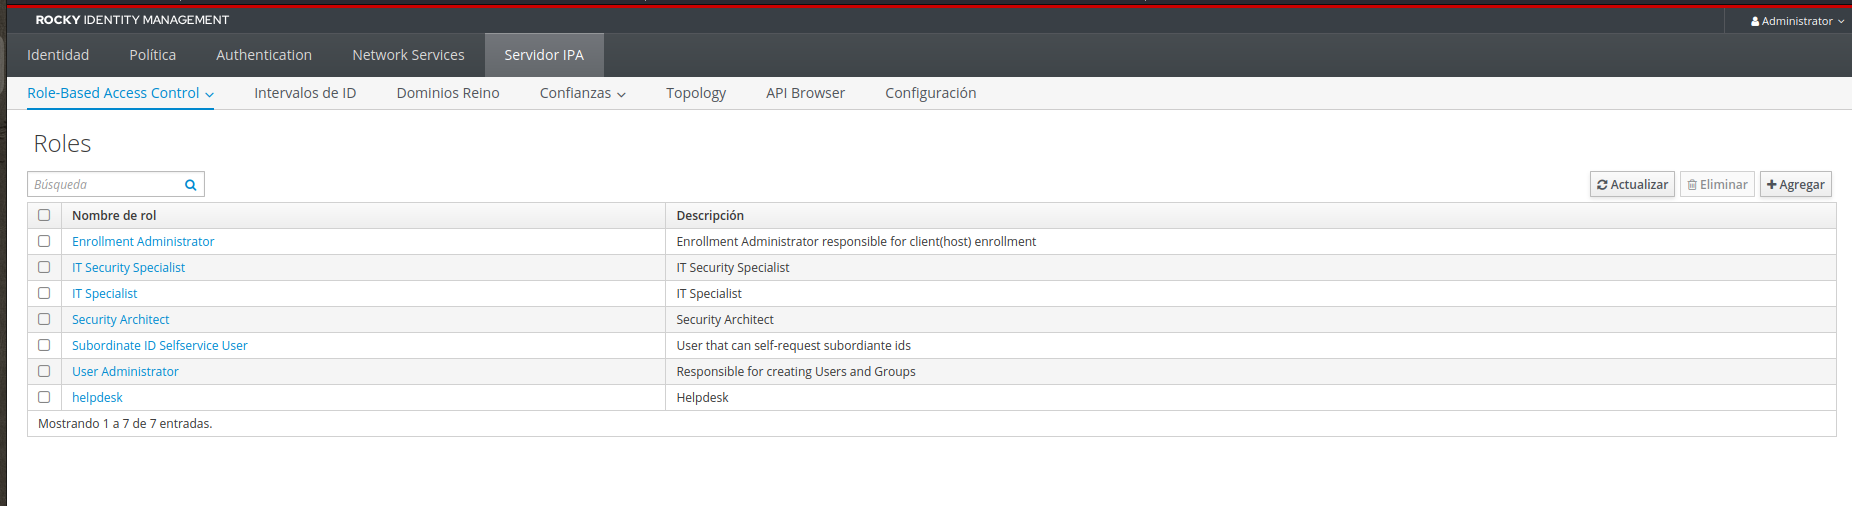 ROCKY IDENTITY MANAGEMENT
Administrator
Identidad Política Authentication Network Services Servidor IPA
Role-Based Access Control Intervalos de ID Dominios Reino Confianzas Topology API Browser Configuración
Roles
Búsqueda
Actualizar Eliminar Agregar
Nombre de rol Descripción
Enrollment Administrator Enrollment Administrator responsible for client(host) enrollment
IT Security Specialist IT Security Specialist
IT Specialist IT Specialist
Security Architect Security Architect
Subordinate ID Selfservice User User that can self-request subordiante ids
User Administrator Responsible for creating Users and Groups
helpdesk Helpdesk
Mostrando 1 a 7 de 7 entradas.